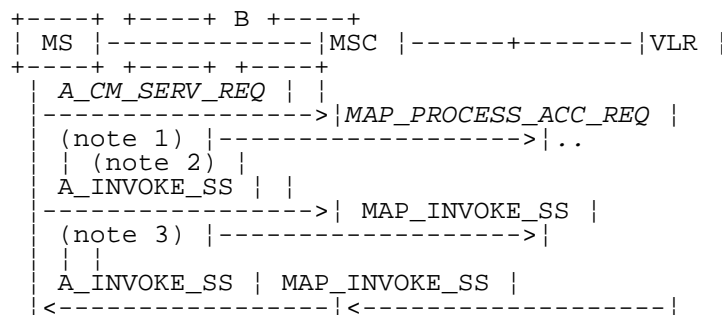 +----+ +----+ B +----+
¦ MS ¦-------------¦MSC ¦------+-------¦VLR ¦
+----+ +----+ +----+
¦ A_CM_SERV_REQ ¦ ¦
¦----------------->¦MAP_PROCESS_ACC_REQ ¦
¦ (note 1) ¦------------------->¦..
¦ ¦ (note 2) ¦
¦ A_INVOKE_SS ¦ ¦
¦----------------->¦ MAP_INVOKE_SS ¦
¦ (note 3) ¦------------------->¦
¦ ¦ ¦
¦ A_INVOKE_SS ¦ MAP_INVOKE_SS ¦
¦<-----------------¦<-------------------¦